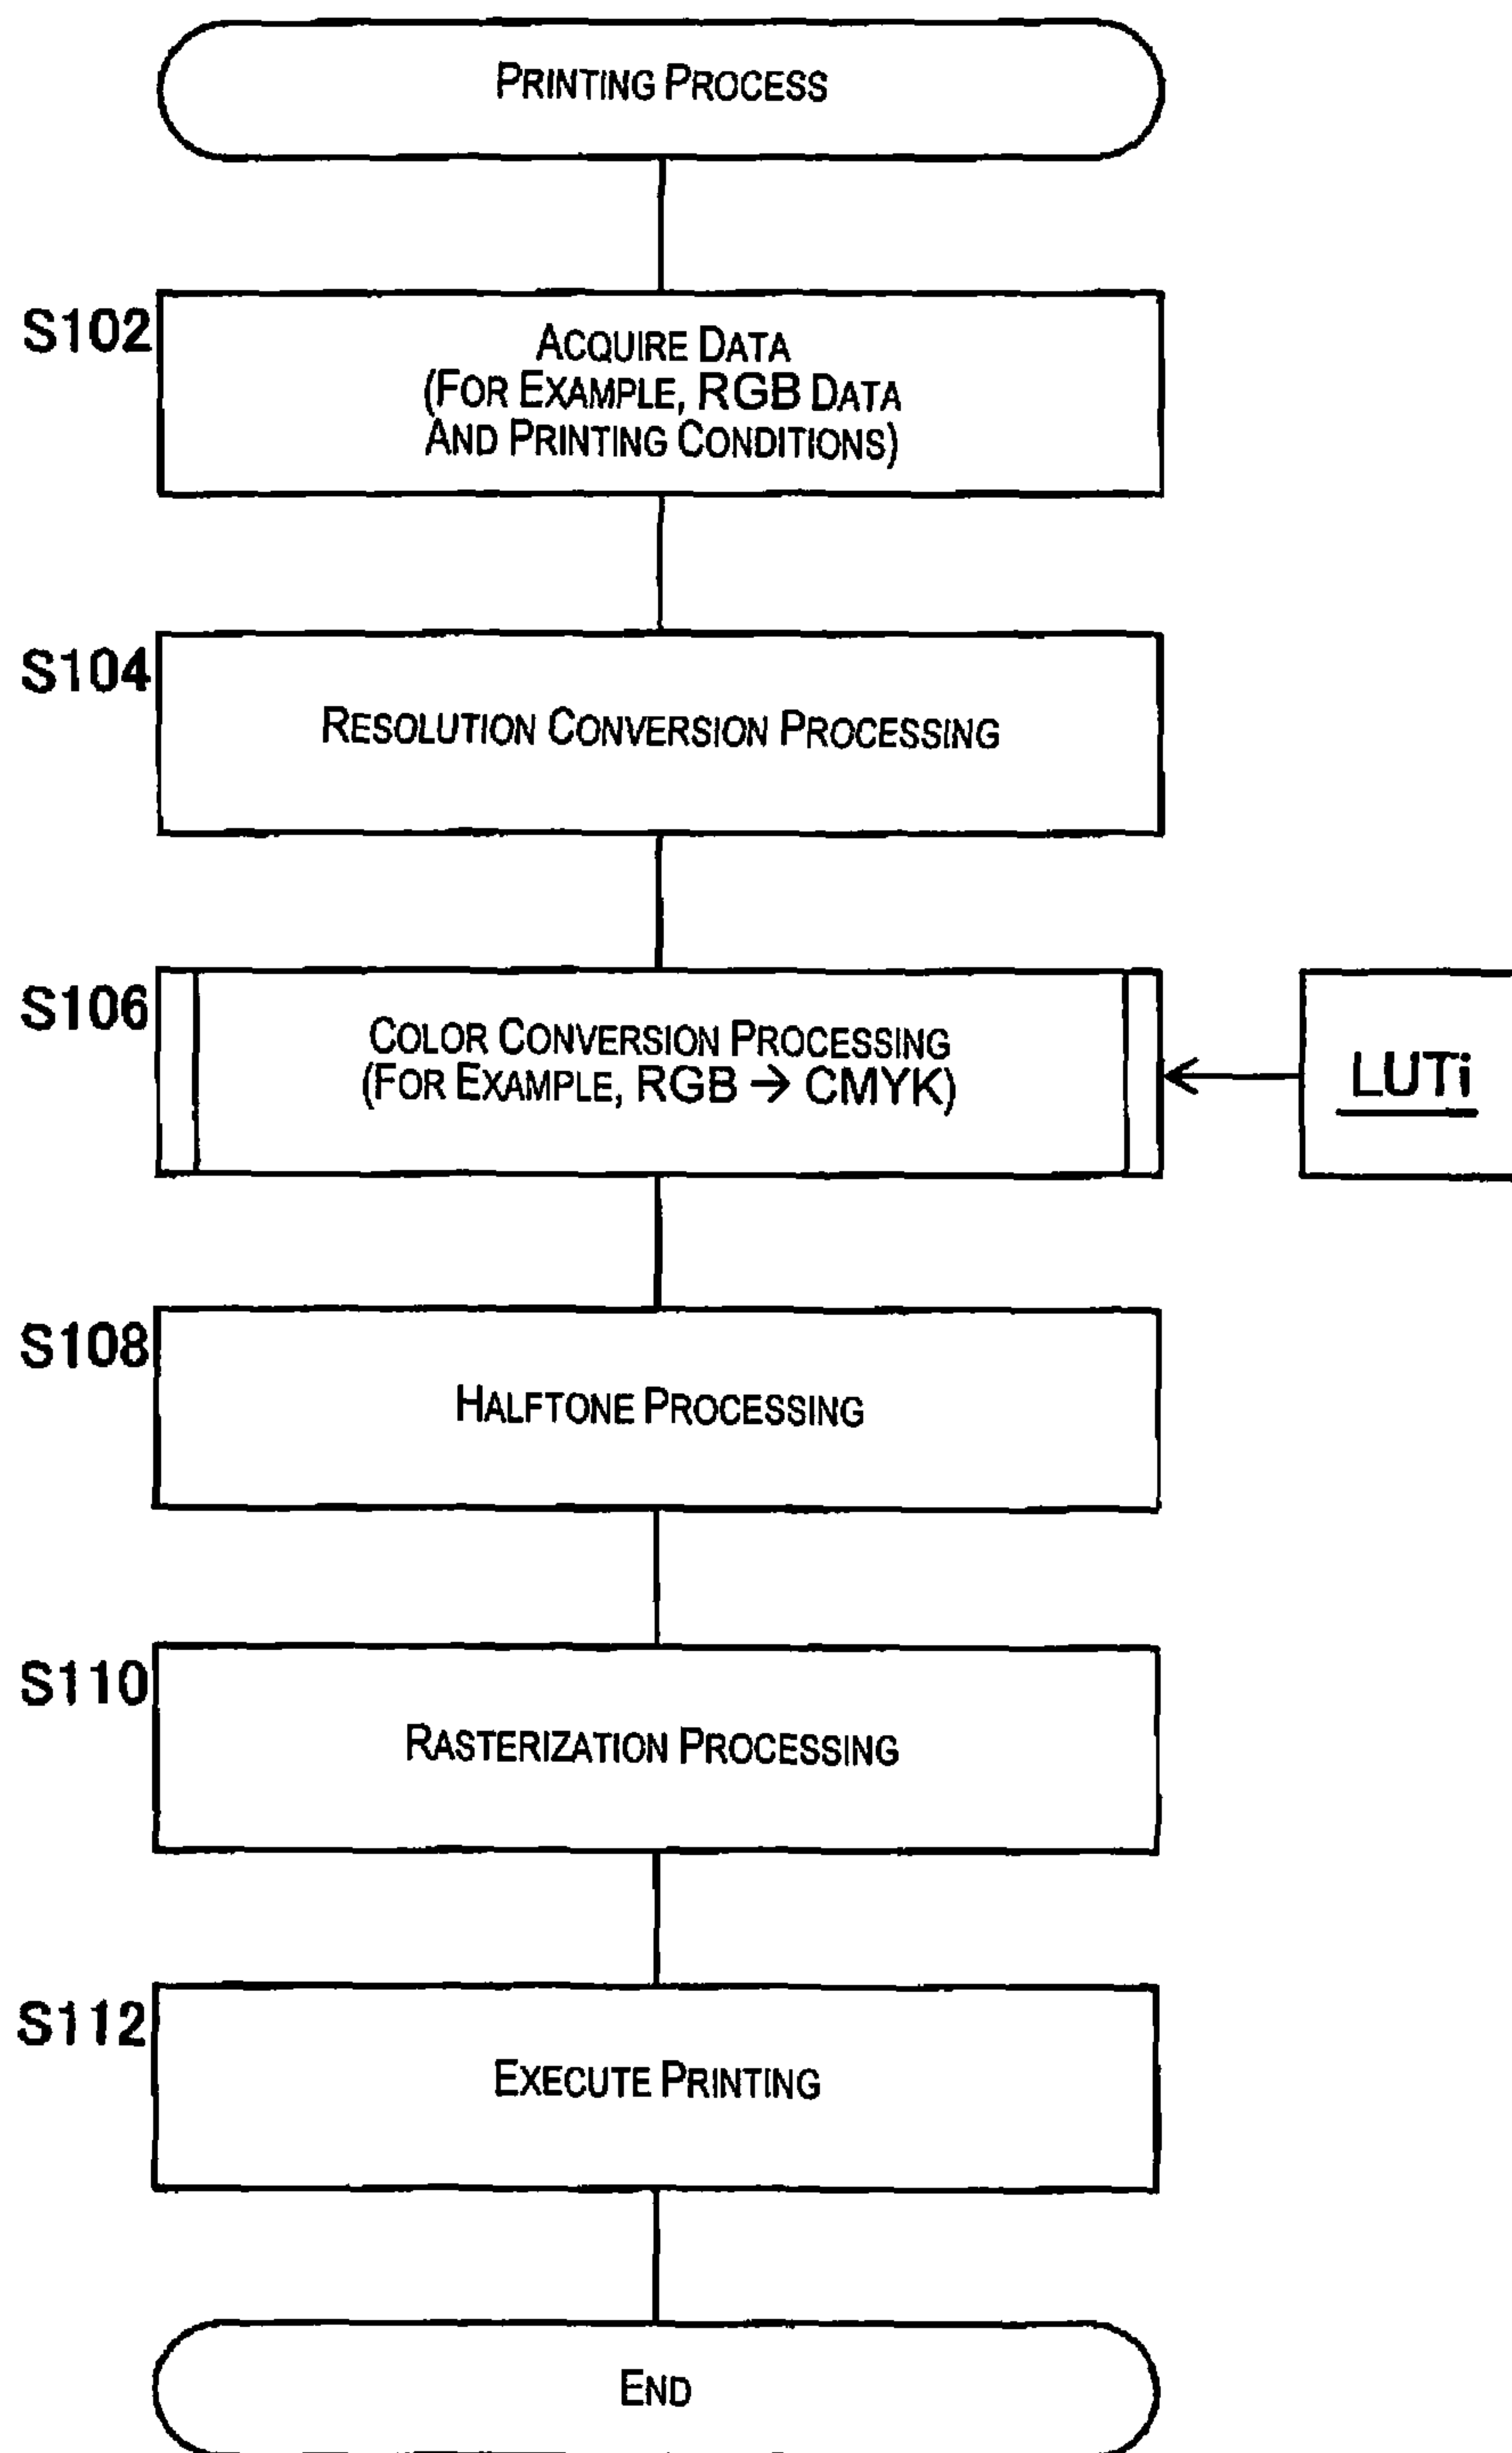 PRINTING PROCESS
S102
ACQUIRE DATA
(FOR EXAMPLE, RGB DATA
AND PRINTING CONDITIONS)
S104
RESOLUTION CONVERSION PROCESSING
S106
COLOR CONVERSION PROCESSING
(FOR EXAMPLE, RGB → CMYK)
LUTi
S108
HALFTONE PROCESSING
S110
RASTERIZATION PROCESSING
S112
EXECUTE PRINTING
END